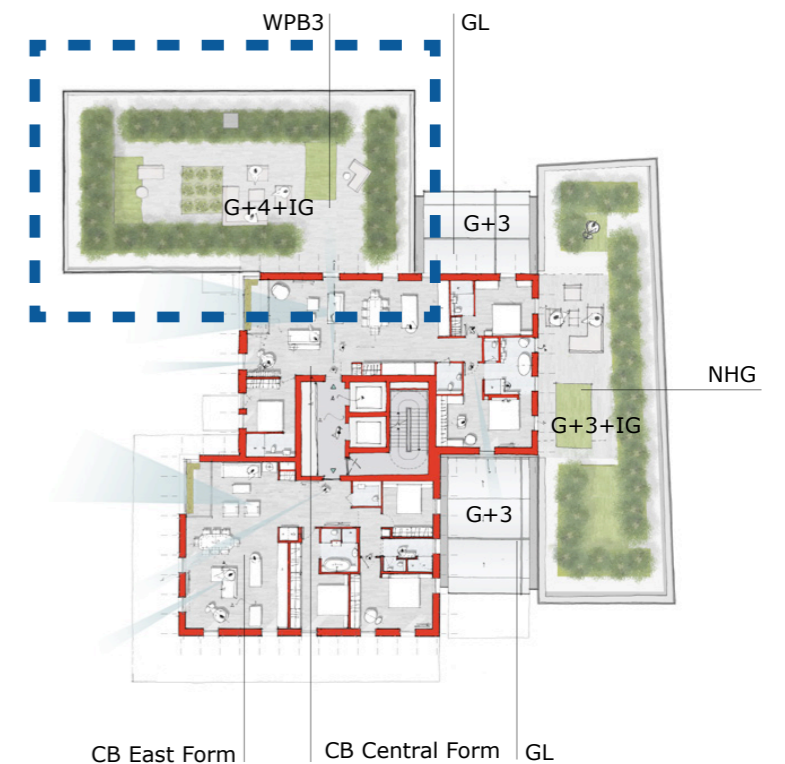 WPB3
GL
G+4+IG
G+3
NHG
G+3+IG
G+3
CB East Form
CB Central Form
GL